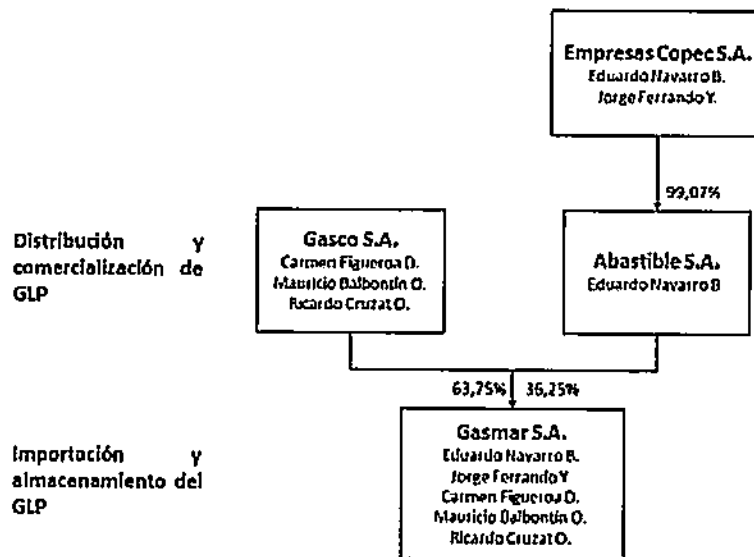 Empresas Copec S.A.
Eduardo Navarro B.
Jorge Ferrando Y.
99,07%
Distribución y
comercialización de
GLP
Gasco S.A.
Carmen Figueroa D.
Mauricio Balbontín O.
Ricardo Cruzat O.
Abastible S.A.
Eduardo Navarro B
63,75% 36,25%
Importación y
almacenamiento del
GLP
Gasmar S.A.
Eduardo Navarro B.
Jorge Ferrando Y
Carmen Figueroa D.
Mauricio Balbontín O.
Ricardo Cruzat O.